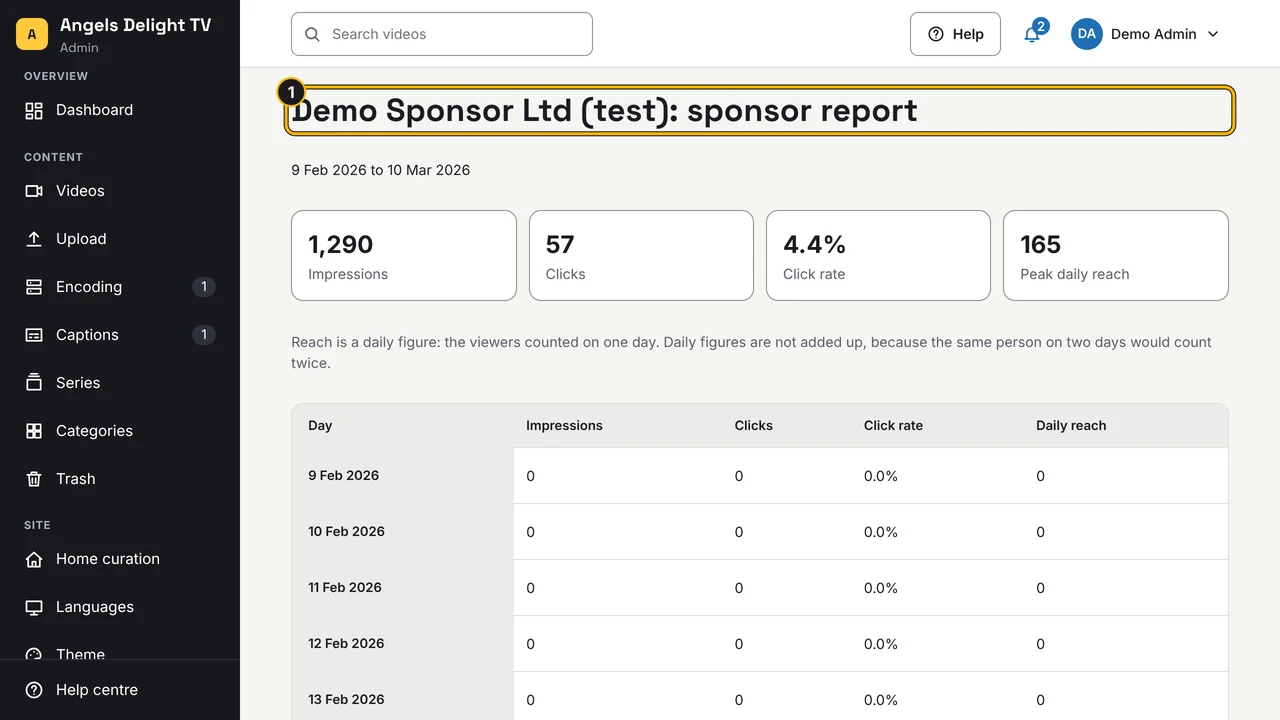 A
Angels Delight TV
Admin
OVERVIEW
Dashboard
CONTENT
Videos
Upload
Encoding 1
Captions 1
Series
Categories
Trash
SITE
Home curation
Languages
Theme
Help centre
Search videos
Help
2
DA
Demo Admin
1
Demo Sponsor Ltd (test): sponsor report
9 Feb 2026 to 10 Mar 2026
1,290
Impressions
57
Clicks
4.4%
Click rate
165
Peak daily reach
Reach is a daily figure: the viewers counted on one day. Daily figures are not added up, because the same person on two days would count
twice.
Day Impressions Clicks Click rate Daily reach
9 Feb 2026 0 0 0.0% 0
10 Feb 2026 0 0 0.0% 0
11 Feb 2026 0 0 0.0% 0
12 Feb 2026 0 0 0.0% 0
13 Feb 2026 0 0 0.0% 0